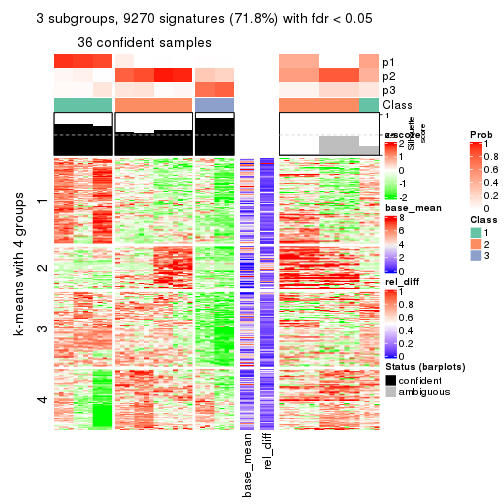 3 subgroups, 9270 signatures (71.8%) with fdr < 0.05
36 confident samples
p1
p2
p3
Class
1
0.5
Silhouette
score
k-means with 4 groups
1
2
3
4
base_mean
rel_diff
z-score
2
1
0
-1
-2
base_mean
8
6
4
2
0
rel_diff
1
0.8
0.6
0.4
0.2
0
Status (barplots)
confident
ambiguous
Prob
1
0.8
0.6
0.4
0.2
0
Class
1
2
3